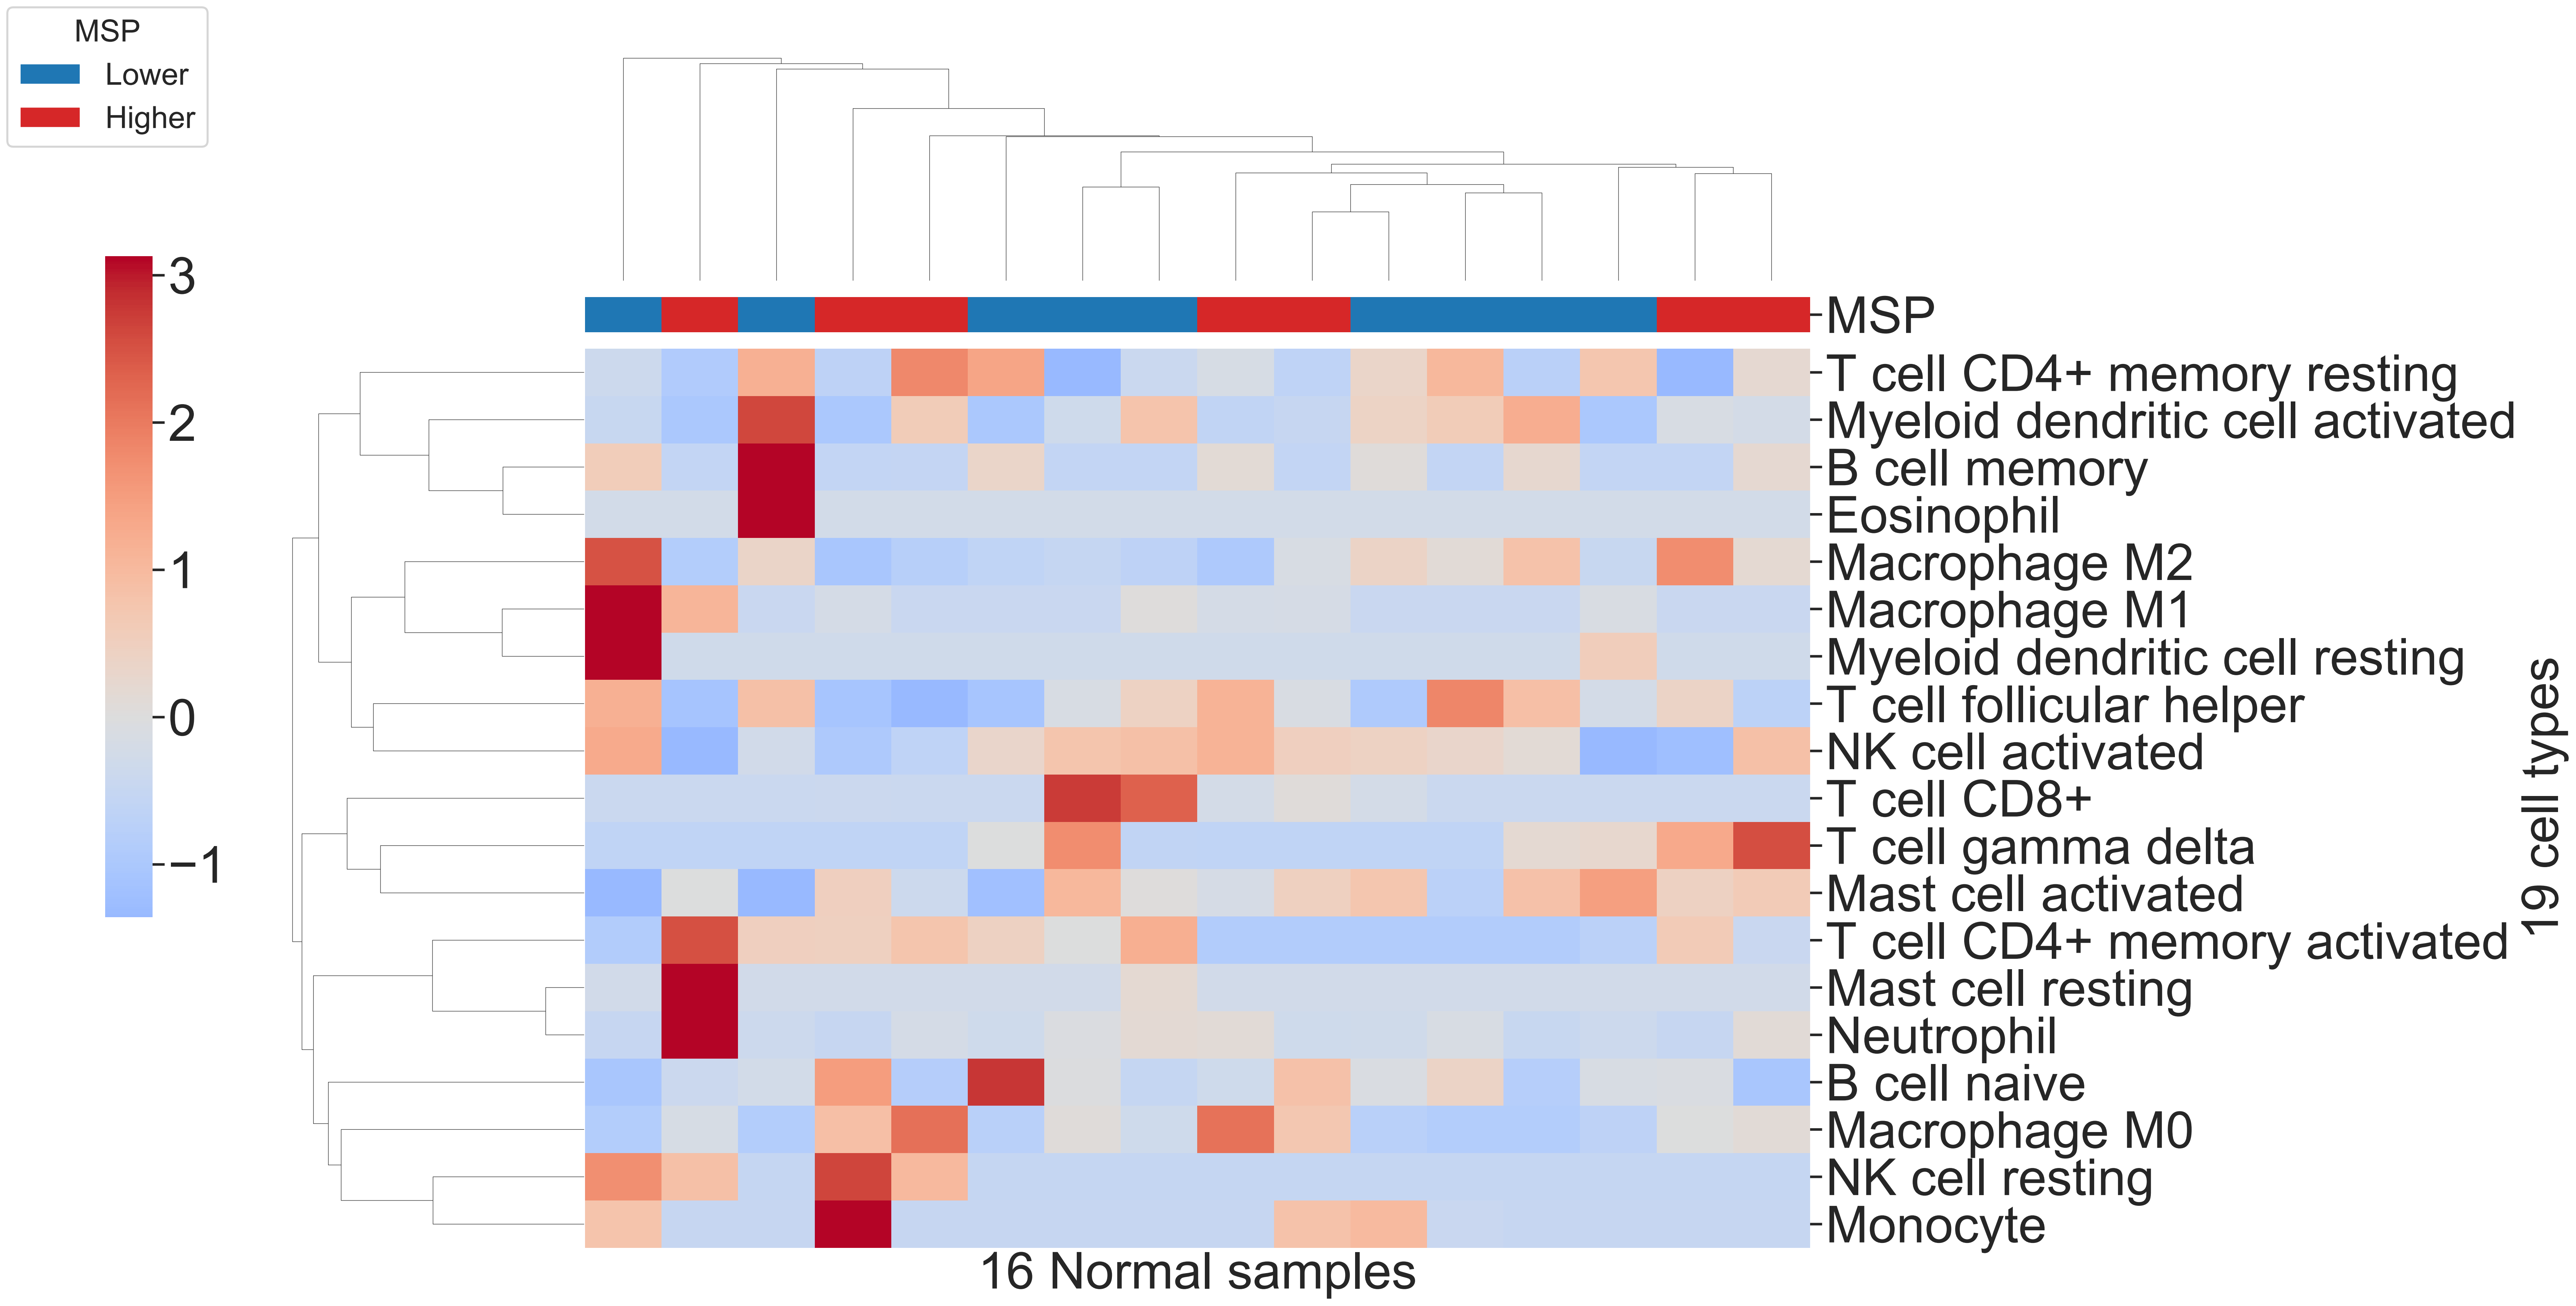 MSP
Lower
Higher
3
2
1
0
−1
MSP
T cell CD4+ memory resting
Myeloid dendritic cell activated
B cell memory
Eosinophil
Macrophage M2
Macrophage M1
Myeloid dendritic cell resting
T cell follicular helper
NK cell activated
T cell CD8+
T cell gamma delta
Mast cell activated
T cell CD4+ memory activated
Mast cell resting
Neutrophil
B cell naive
Macrophage M0
NK cell resting
Monocyte
19 cell types
16 Normal samples